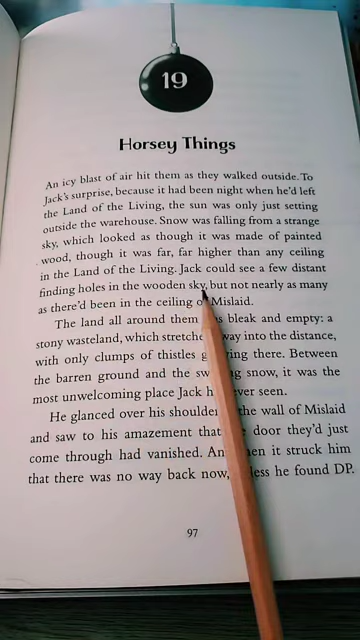 19
Horsey Things
An icy blast of air hit them as they walked outside. To
Jack's surprise, because it had been night when he'd left
the Land of the Living, the sun was only just setting
outside the warehouse. Snow was falling from a strange
sky, which looked as though it was made of painted
wood, though it was far, far higher than any ceiling
in the Land of the Living. Jack could see a few distant
finding holes in the wooden sky, but not nearly as many
as there'd been in the ceiling of Mislaid.
The land all around them was bleak and empty: a
stony wasteland, which stretched away into the distance,
with only clumps of thistles growing there. Between
the barren ground and the swirling snow, it was the
most unwelcoming place Jack had ever seen.
He glanced over his shoulder the wall of Mislaid
and saw to his amazement that the door they'd just
come through had vanished. And then it struck him
that there was no way back now, unless he found DP.
97